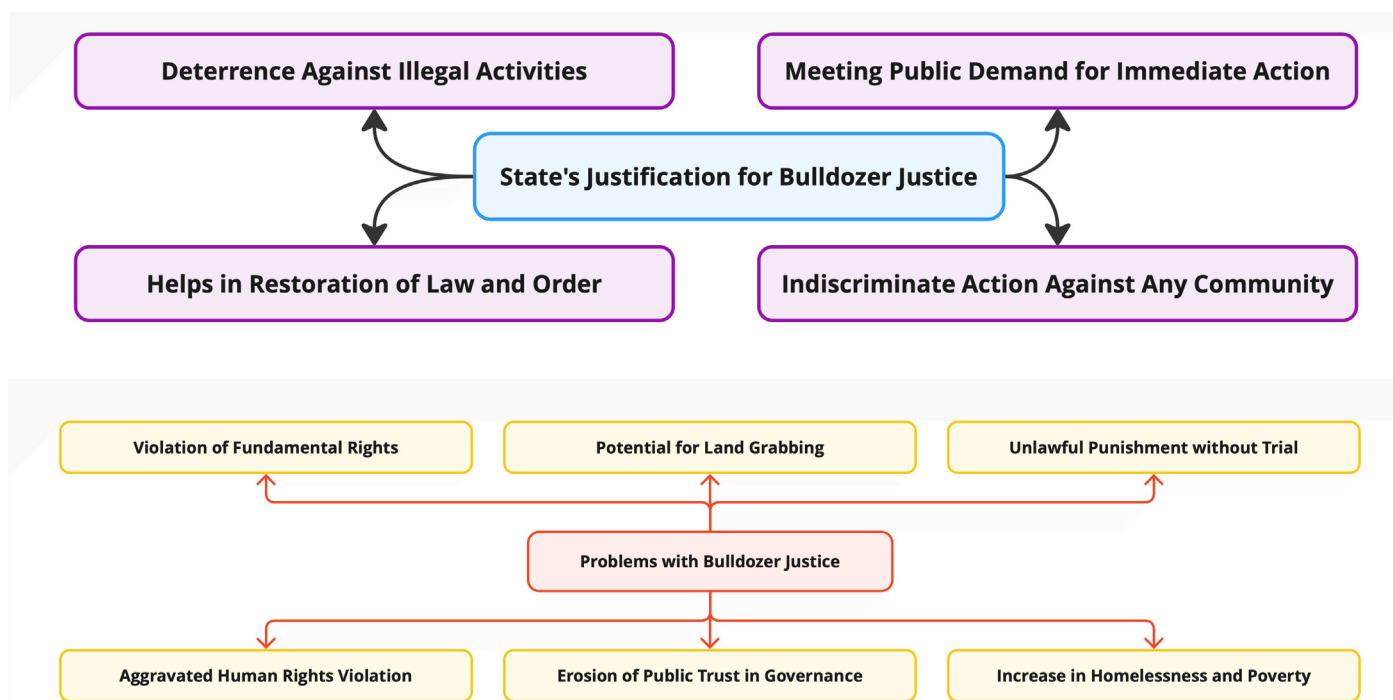 Deterrence Against Illegal Activities
Meeting Public Demand for Immediate Action
State's Justification for Bulldozer Justice
Helps in Restoration of Law and Order
Indiscriminate Action Against Any Community
Violation of Fundamental Rights
Potential for Land Grabbing
Unlawful Punishment without Trial
Problems with Bulldozer Justice
Aggravated Human Rights Violation
Erosion of Public Trust in Governance
Increase in Homelessness and Poverty